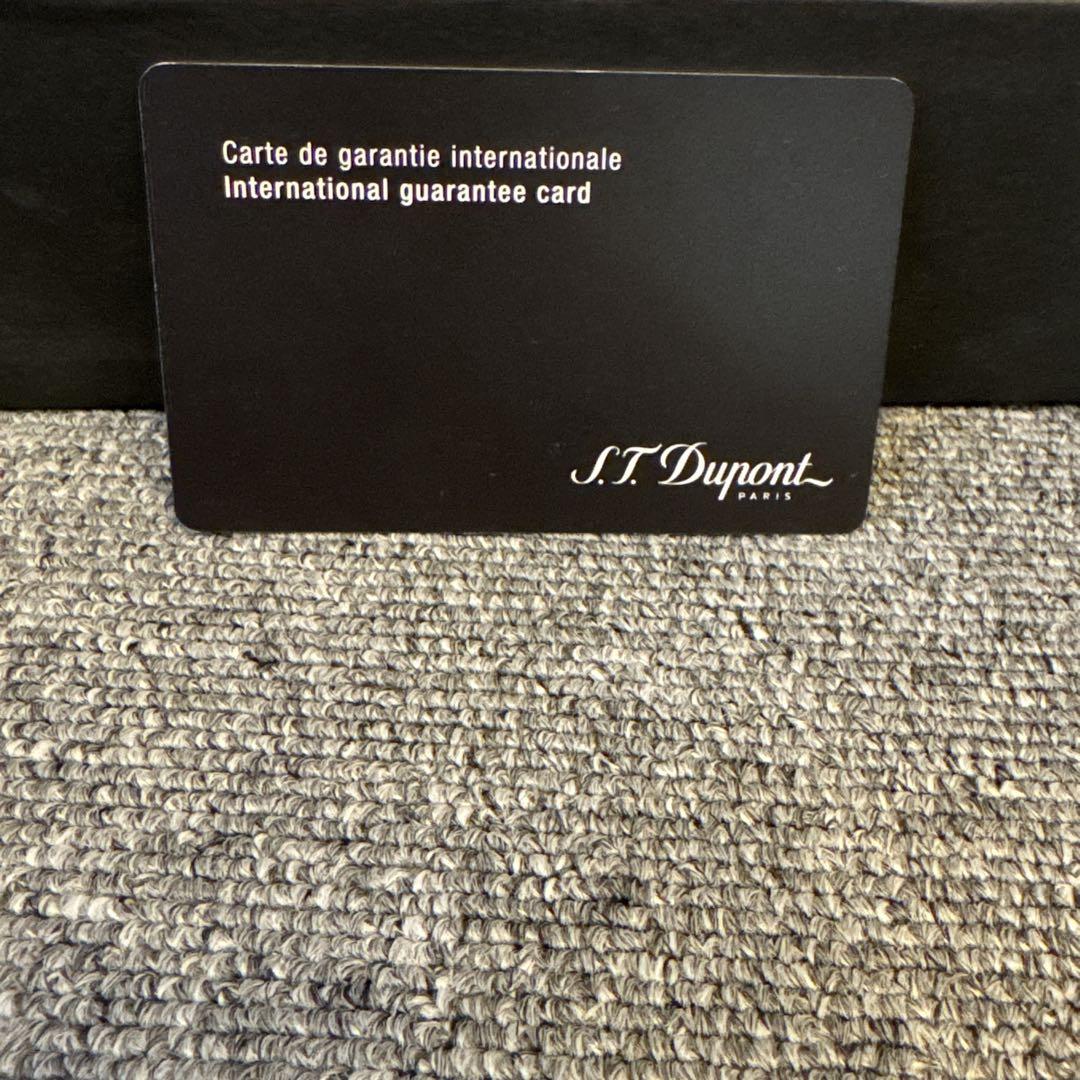 Carte de garantie internationale
International guarantee card
S.T. Dupont
PARIS